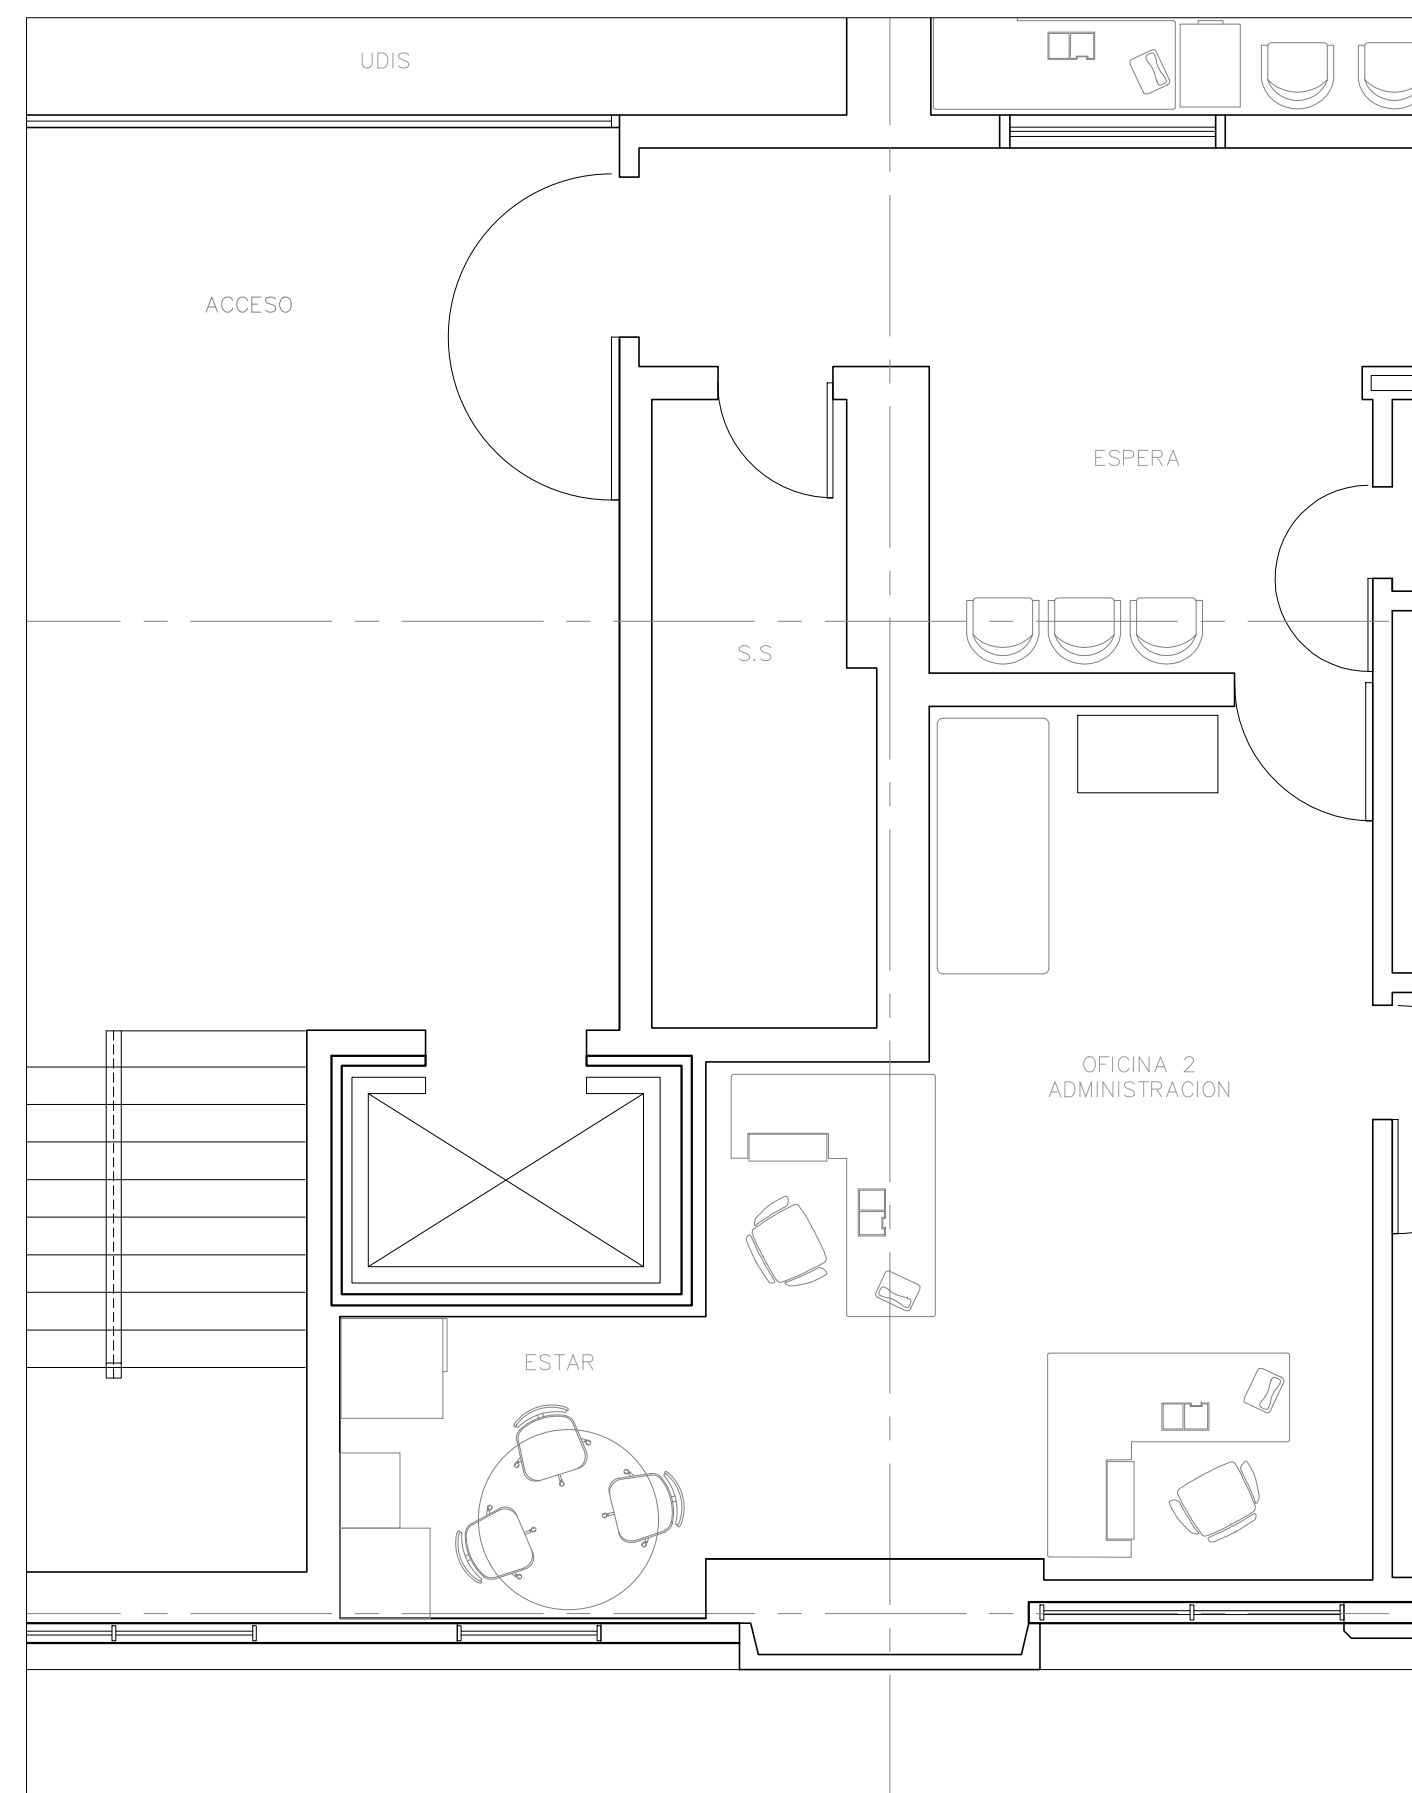 UDIS
ACCESO
ESPERA
S.S
OFICINA 2
ADMINISTRACION
ESTAR